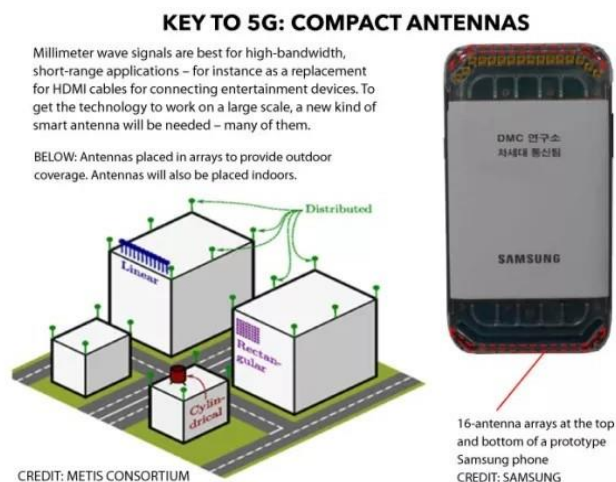 KEY TO 5G: COMPACT ANTENNAS
Millimeter wave signals are best for high-bandwidth,
short-range applications – for instance as a replacement
for HDMI cables for connecting entertainment devices. To
get the technology to work on a large scale, a new kind of
smart antenna will be needed – many of them.
BELOW: Antennas placed in arrays to provide outdoor
coverage. Antennas will also be placed indoors.
Distributed
Linear
Rectan-
gular
Cylin-
drical
CREDIT: METIS CONSORTIUM
DMC 연구소
차세대 통신팀
SAMSUNG
16-antenna arrays at the top
and bottom of a prototype
Samsung phone
CREDIT: SAMSUNG